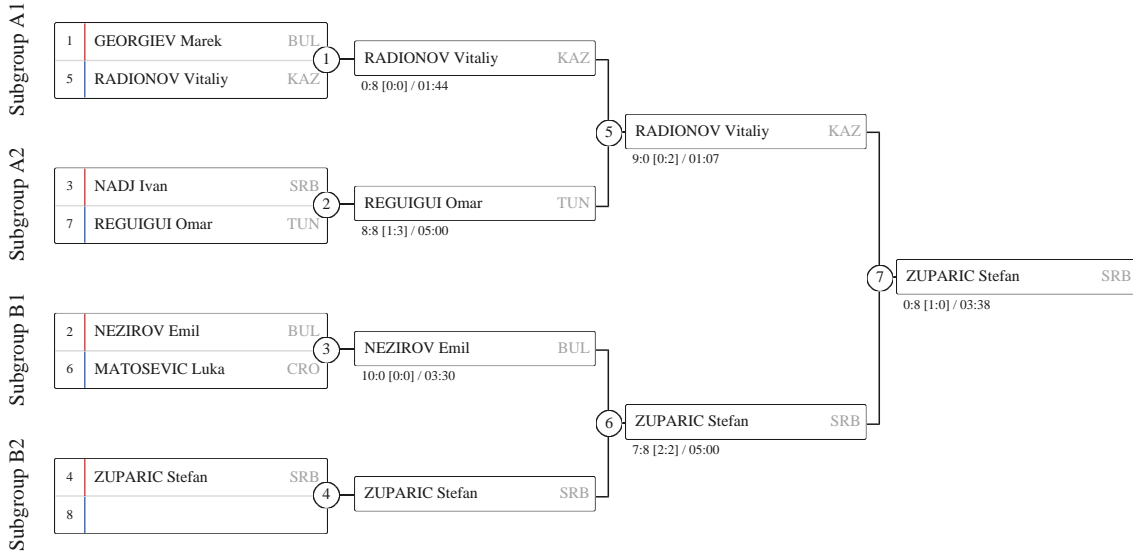 Subgroup A1
1 GEORGIEV Marek BUL
5 RADIONOV Vitaliy KAZ
1
RADIONOV Vitaliy KAZ
0:8 [0:0] / 01:44
5
RADIONOV Vitaliy KAZ
9:0 [0:2] / 01:07
Subgroup A2
3 NADJ Ivan SRB
7 REGUIGUI Omar TUN
2
REGUIGUI Omar TUN
8:8 [1:3] / 05:00
7
ZUPARIC Stefan SRB
0:8 [1:0] / 03:38
Subgroup B1
2 NEZIROV Emil BUL
6 MATOSEVIC Luka CRO
3
NEZIROV Emil BUL
10:0 [0:0] / 03:30
6
ZUPARIC Stefan SRB
7:8 [2:2] / 05:00
Subgroup B2
4 ZUPARIC Stefan SRB
8
4
ZUPARIC Stefan SRB